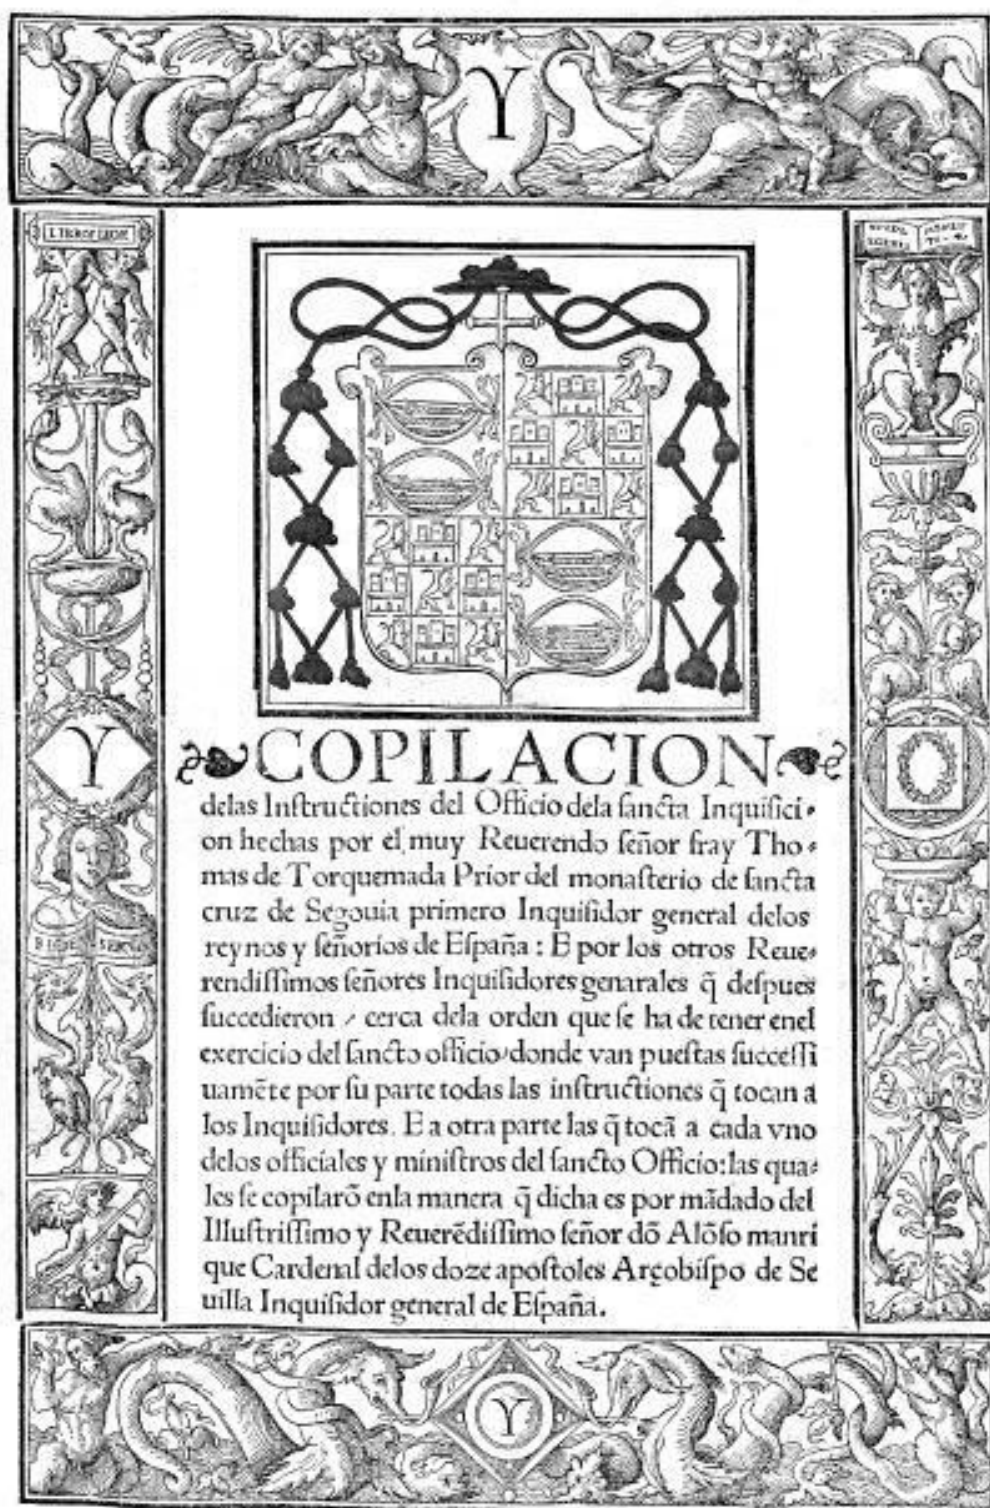 Y
LIBROS LEGE
COPILACION
delas Inſtructiones del Officio dela ſancta Inquiſici-
on hechas por el muy Reuerendo ſeñor fray Tho-
mas de Torquemada Prior del monaſterio de ſancta
cruz de Segouia primero Inquiſidor general delos
reynos y ſeñorios de Eſpaña : E por los otros Reue-
rendiſſimos ſeñores Inquiſidores genarales q̃ deſpues
ſuccedieron / cerca dela orden que ſe ha de tener enel
exercicio del ſancto officio/donde van pueſtas ſucceſſi
uamẽte por ſu parte todas las inſtructiones q̃ tocan a
los Inquiſidores. E a otra parte las q̃ tocã a cada vno
delos officiales y miniſtros del ſancto Officio: las qua-
les ſe copilarõ enla manera q̃ dicha es por mãdado del
Illuſtriſſimo y Reuerẽdiſſimo ſeñor dõ Alõſo manri
que Cardenal delos doze apoſtoles Arçobiſpo de Se
uilla Inquiſidor general de Eſpaña.
Y
Y